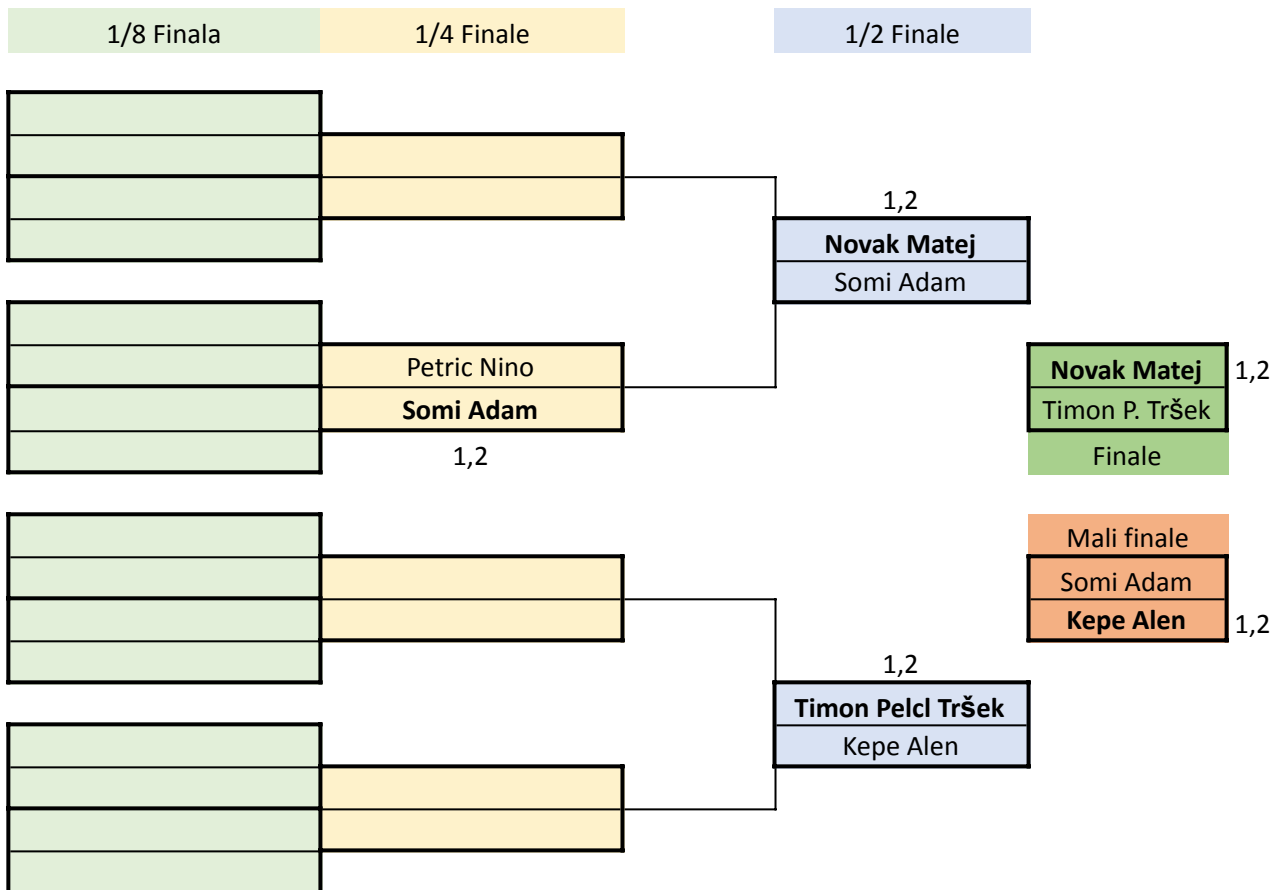 1/8 Finala
1/4 Finale
1/2 Finale
1,2
Novak Matej
Somi Adam
Petric Nino
Somi Adam
1,2
Novak Matej 1,2
Timon P. Tršek
Finale
Mali finale
Somi Adam
Kepe Alen 1,2
1,2
Timon Pelcl Tršek
Kepe Alen